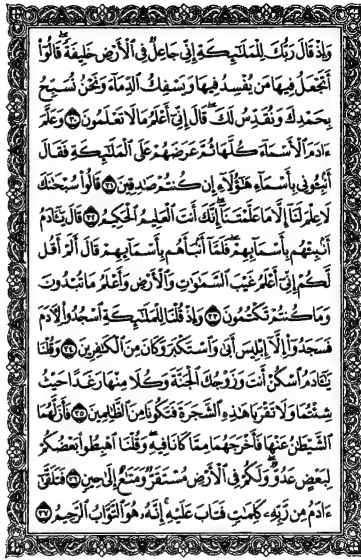 وَإِذْ قَالَ رَبُّكَ لِلْمَلَٰٓئِكَةِ إِنِّى جَاعِلٌ فِى ٱلْأَرْضِ خَلِيفَةً ۖ قَالُوٓا۟
أَتَجْعَلُ فِيهَا مَن يُفْسِدُ فِيهَا وَيَسْفِكُ ٱلدِّمَآءَ وَنَحْنُ نُسَبِّحُ
بِحَمْدِكَ وَنُقَدِّسُ لَكَ ۖ قَالَ إِنِّىٓ أَعْلَمُ مَا لَا تَعْلَمُونَ ٣٠ وَعَلَّمَ
ءَادَمَ ٱلْأَسْمَآءَ كُلَّهَا ثُمَّ عَرَضَهُمْ عَلَى ٱلْمَلَٰٓئِكَةِ فَقَالَ
أَنۢبِـُٔونِى بِأَسْمَآءِ هَٰٓؤُلَآءِ إِن كُنتُمْ صَٰدِقِينَ ٣١ قَالُوا۟ سُبْحَٰنَكَ
لَا عِلْمَ لَنَآ إِلَّا مَا عَلَّمْتَنَآ ۖ إِنَّكَ أَنتَ ٱلْعَلِيمُ ٱلْحَكِيمُ ٣٢ قَالَ يَٰٓـَٔادَمُ
أَنۢبِئْهُم بِأَسْمَآئِهِمْ ۖ فَلَمَّآ أَنۢبَأَهُم بِأَسْمَآئِهِمْ قَالَ أَلَمْ أَقُل
لَّكُمْ إِنِّىٓ أَعْلَمُ غَيْبَ ٱلسَّمَٰوَٰتِ وَٱلْأَرْضِ وَأَعْلَمُ مَا تُبْدُونَ
وَمَا كُنتُمْ تَكْتُمُونَ ٣٣ وَإِذْ قُلْنَا لِلْمَلَٰٓئِكَةِ ٱسْجُدُوا۟ لِـَٔادَمَ
فَسَجَدُوٓا۟ إِلَّآ إِبْلِيسَ أَبَىٰ وَٱسْتَكْبَرَ وَكَانَ مِنَ ٱلْكَٰفِرِينَ ٣٤ وَقُلْنَا
يَٰٓـَٔادَمُ ٱسْكُنْ أَنتَ وَزَوْجُكَ ٱلْجَنَّةَ وَكُلَا مِنْهَا رَغَدًا حَيْثُ
شِئْتُمَا وَلَا تَقْرَبَا هَٰذِهِ ٱلشَّجَرَةَ فَتَكُونَا مِنَ ٱلظَّٰلِمِينَ ٣٥ فَأَزَلَّهُمَا
ٱلشَّيْطَٰنُ عَنْهَا فَأَخْرَجَهُمَا مِمَّا كَانَا فِيهِ ۖ وَقُلْنَا ٱهْبِطُوا۟ بَعْضُكُمْ
لِبَعْضٍ عَدُوٌّ ۖ وَلَكُمْ فِى ٱلْأَرْضِ مُسْتَقَرٌّ وَمَتَٰعٌ إِلَىٰ حِينٍ ٣٦ فَتَلَقَّىٰٓ
ءَادَمُ مِن رَّبِّهِۦ كَلِمَٰتٍ فَتَابَ عَلَيْهِ ۚ إِنَّهُۥ هُوَ ٱلتَّوَّابُ ٱلرَّحِيمُ ٣٧